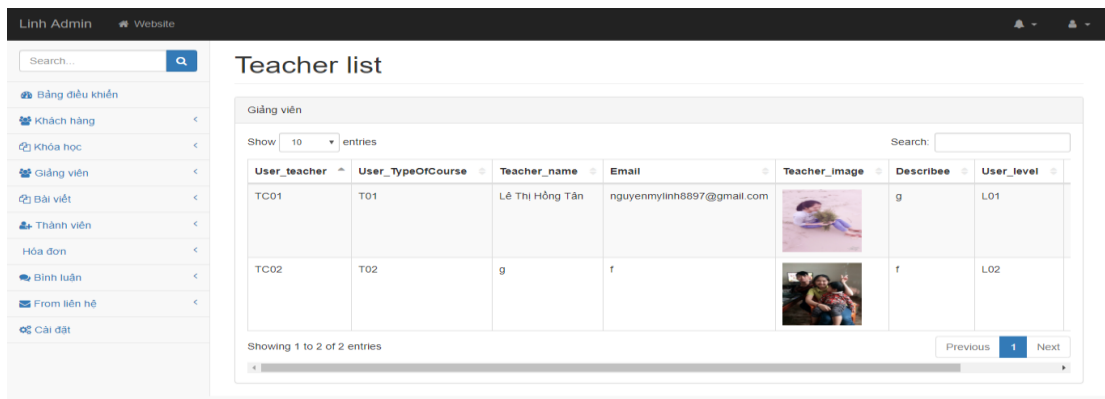 Linh Admin Website
Search...
Teacher list
Bảng điều khiển
Khách hàng
Khóa học
Giảng viên
Bài viết
Thành viên
Hóa đơn
Bình luận
From liên hệ
Cài đặt
Giảng viên
Show 10 entries Search:
User_teacher User_TypeOfCourse Teacher_name Email Teacher_image Describee User_level
TC01 T01 Lê Thị Hồng Tân nguyenmylinh8897@gmail.com g L01
TC02 T02 g f f L02
Showing 1 to 2 of 2 entries Previous 1 Next